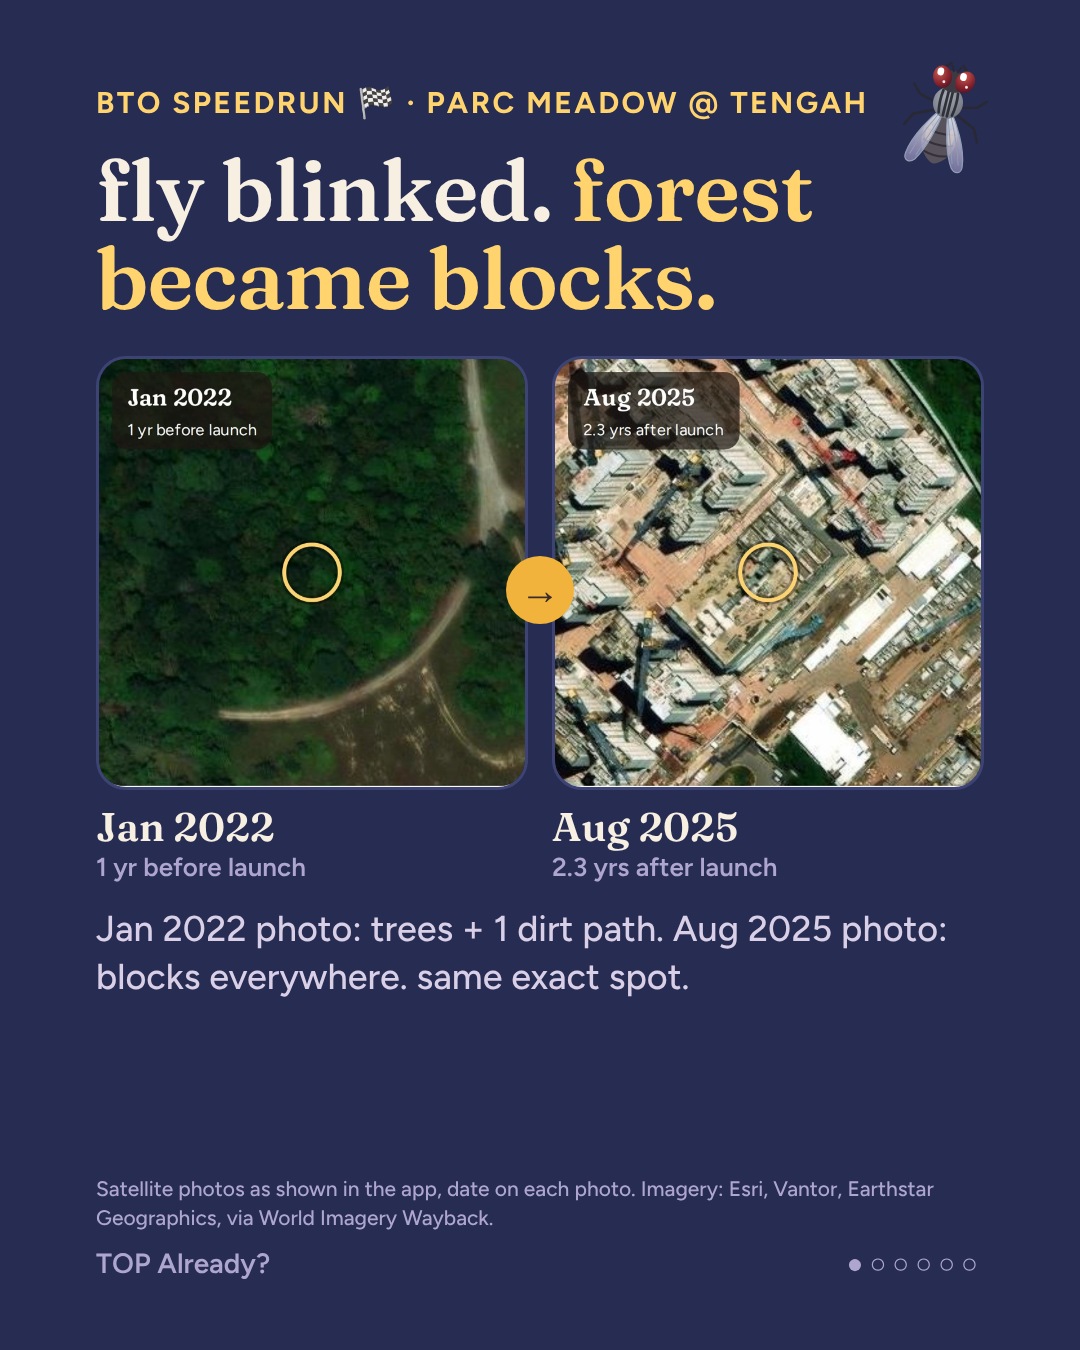 BTO SPEEDRUN 🏁 · PARC MEADOW @ TENGAH
fly blinked. forest
became blocks.
Jan 2022
1 yr before launch
Aug 2025
2.3 yrs after launch
→
Jan 2022
1 yr before launch
Aug 2025
2.3 yrs after launch
Jan 2022 photo: trees + 1 dirt path. Aug 2025 photo:
blocks everywhere. same exact spot.
Satellite photos as shown in the app, date on each photo. Imagery: Esri, Vantor, Earthstar
Geographics, via World Imagery Wayback.
TOP Already?